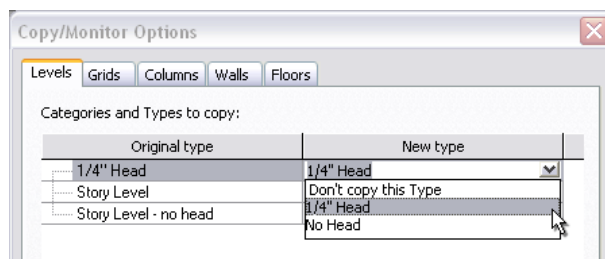 Copy/Monitor Options
Levels Grids Columns Walls Floors
Categories and Types to copy:
Original type New type
1/4" Head 1/4" Head
Story Level Don't copy this Type
1/4" Head
Story Level - no head No Head